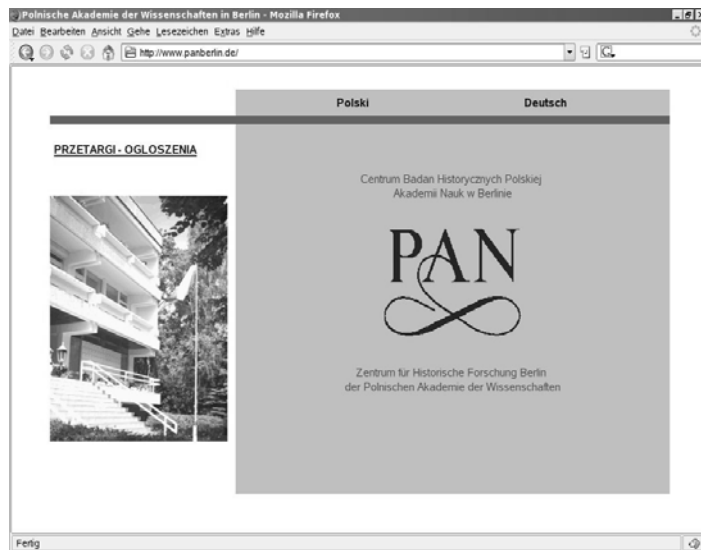 Polnische Akademie der Wissenschaften in Berlin - Mozilla Firefox
Datei Bearbeiten Ansicht Gehe Lesezeichen Extras Hilfe
http://www.panberlin.de/
Polski Deutsch
PRZETARGI - OGLOSZENIA
Centrum Badan Historycznych Polskiej
Akademii Nauk w Berlinie
PAN
Zentrum für Historische Forschung Berlin
der Polnischen Akademie der Wissenschaften
Fertig